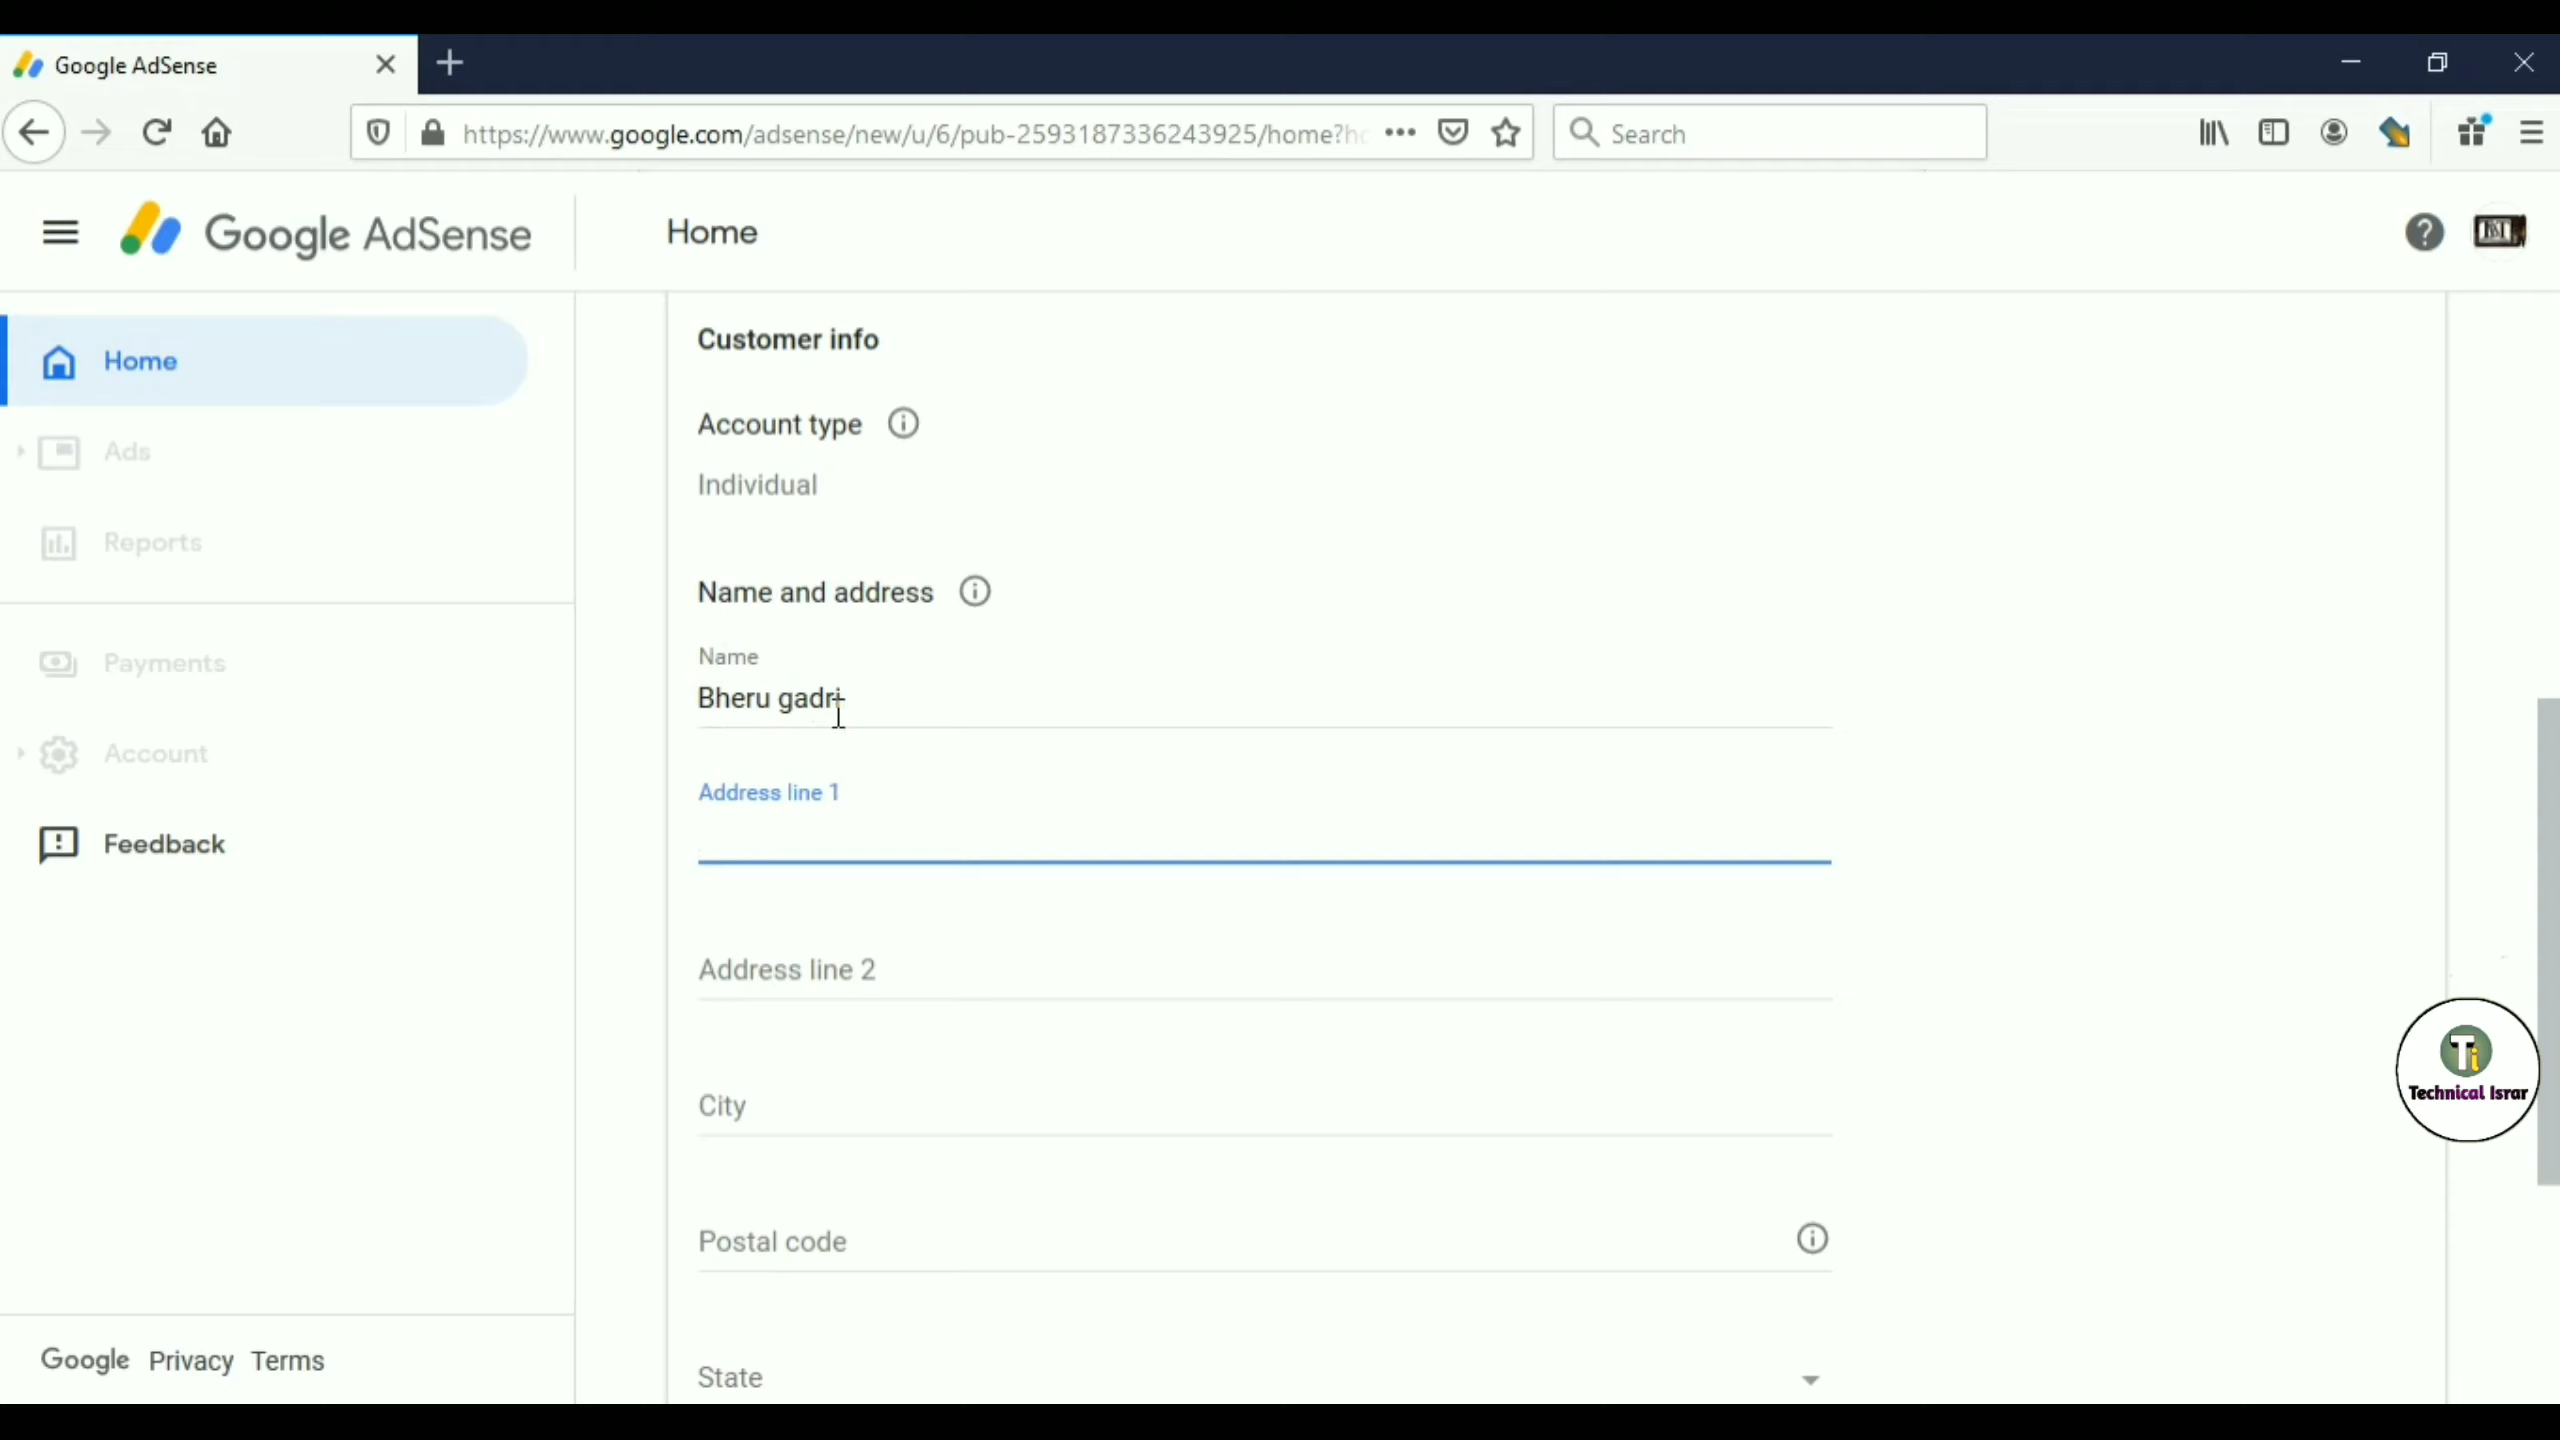 Google AdSense
https://www.google.com/adsense/new/u/6/pub-2593187336243925/home?h
Search
Google AdSense
Home
Home
Ads
Reports
Payments
Account
Feedback
Google Privacy Terms
Customer info
Account type
Individual
Name and address
Name
Bheru gadri
Address line 1
Address line 2
City
Postal code
State
Ti
Technical Israr